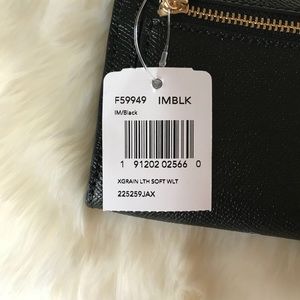 F59949 IMBLK
IM/Black
1 91202 02566 0
XGRAIN LTH SOFT WLT
225259JAX